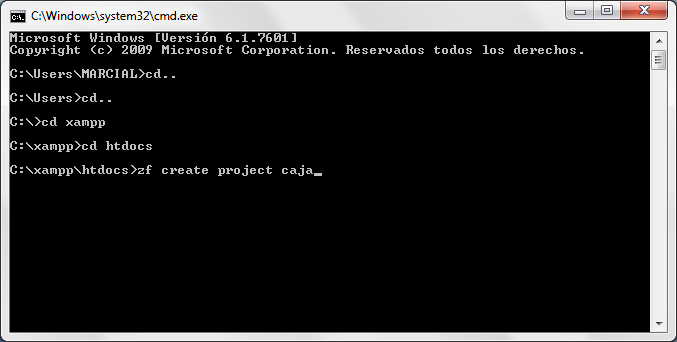 C:\Windows\system32\cmd.exe
Microsoft Windows [Versión 6.1.7601]
Copyright (c) 2009 Microsoft Corporation. Reservados todos los derechos.
C:\Users\MARCIAL>cd..
C:\Users>cd..
C:\>cd xampp
C:\xampp>cd htdocs
C:\xampp\htdocs>zf create project caja_